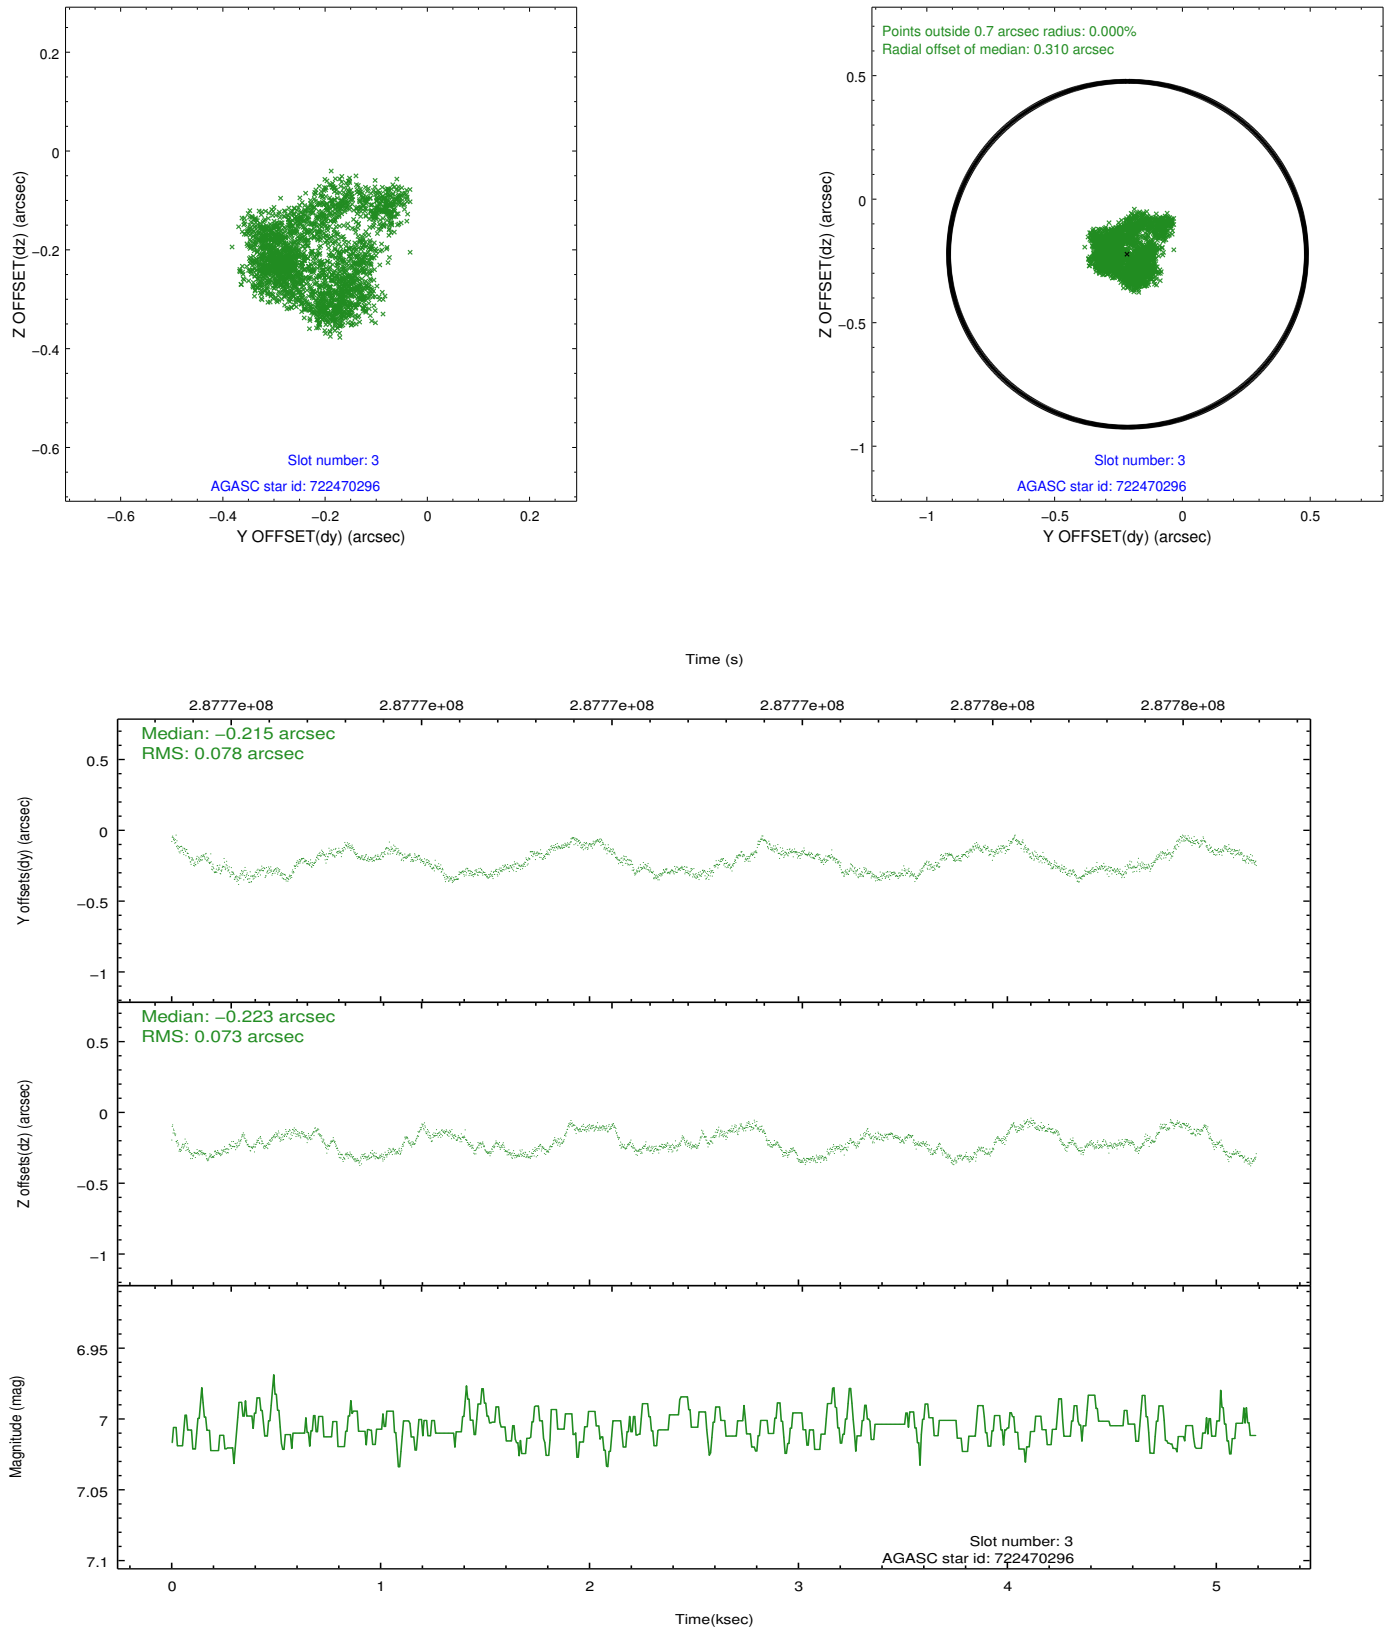 0.2
0
−0.2
−0.4
−0.6
Z OFFSET(dz) (arcsec)
Slot number: 3
AGASC star id: 722470296
−0.6
−0.4
−0.2
0
0.2
Y OFFSET(dy) (arcsec)
Points outside 0.7 arcsec radius: 0.000%
Radial offset of median: 0.310 arcsec
0.5
0
−0.5
−1
Z OFFSET(dz) (arcsec)
Slot number: 3
AGASC star id: 722470296
−1
−0.5
0
0.5
Y OFFSET(dy) (arcsec)
Time (s)
2.8777e+08
2.8777e+08
2.8777e+08
2.8777e+08
2.8778e+08
2.8778e+08
Median: −0.215 arcsec
RMS: 0.078 arcsec
0.5
0
−0.5
−1
Y offsets(dy) (arcsec)
Median: −0.223 arcsec
RMS: 0.073 arcsec
0.5
0
−0.5
−1
Z offsets(dz) (arcsec)
6.95
7
7.05
7.1
Magnitude (mag)
Slot number: 3
AGASC star id: 722470296
0
1
2
3
4
5
Time(ksec)